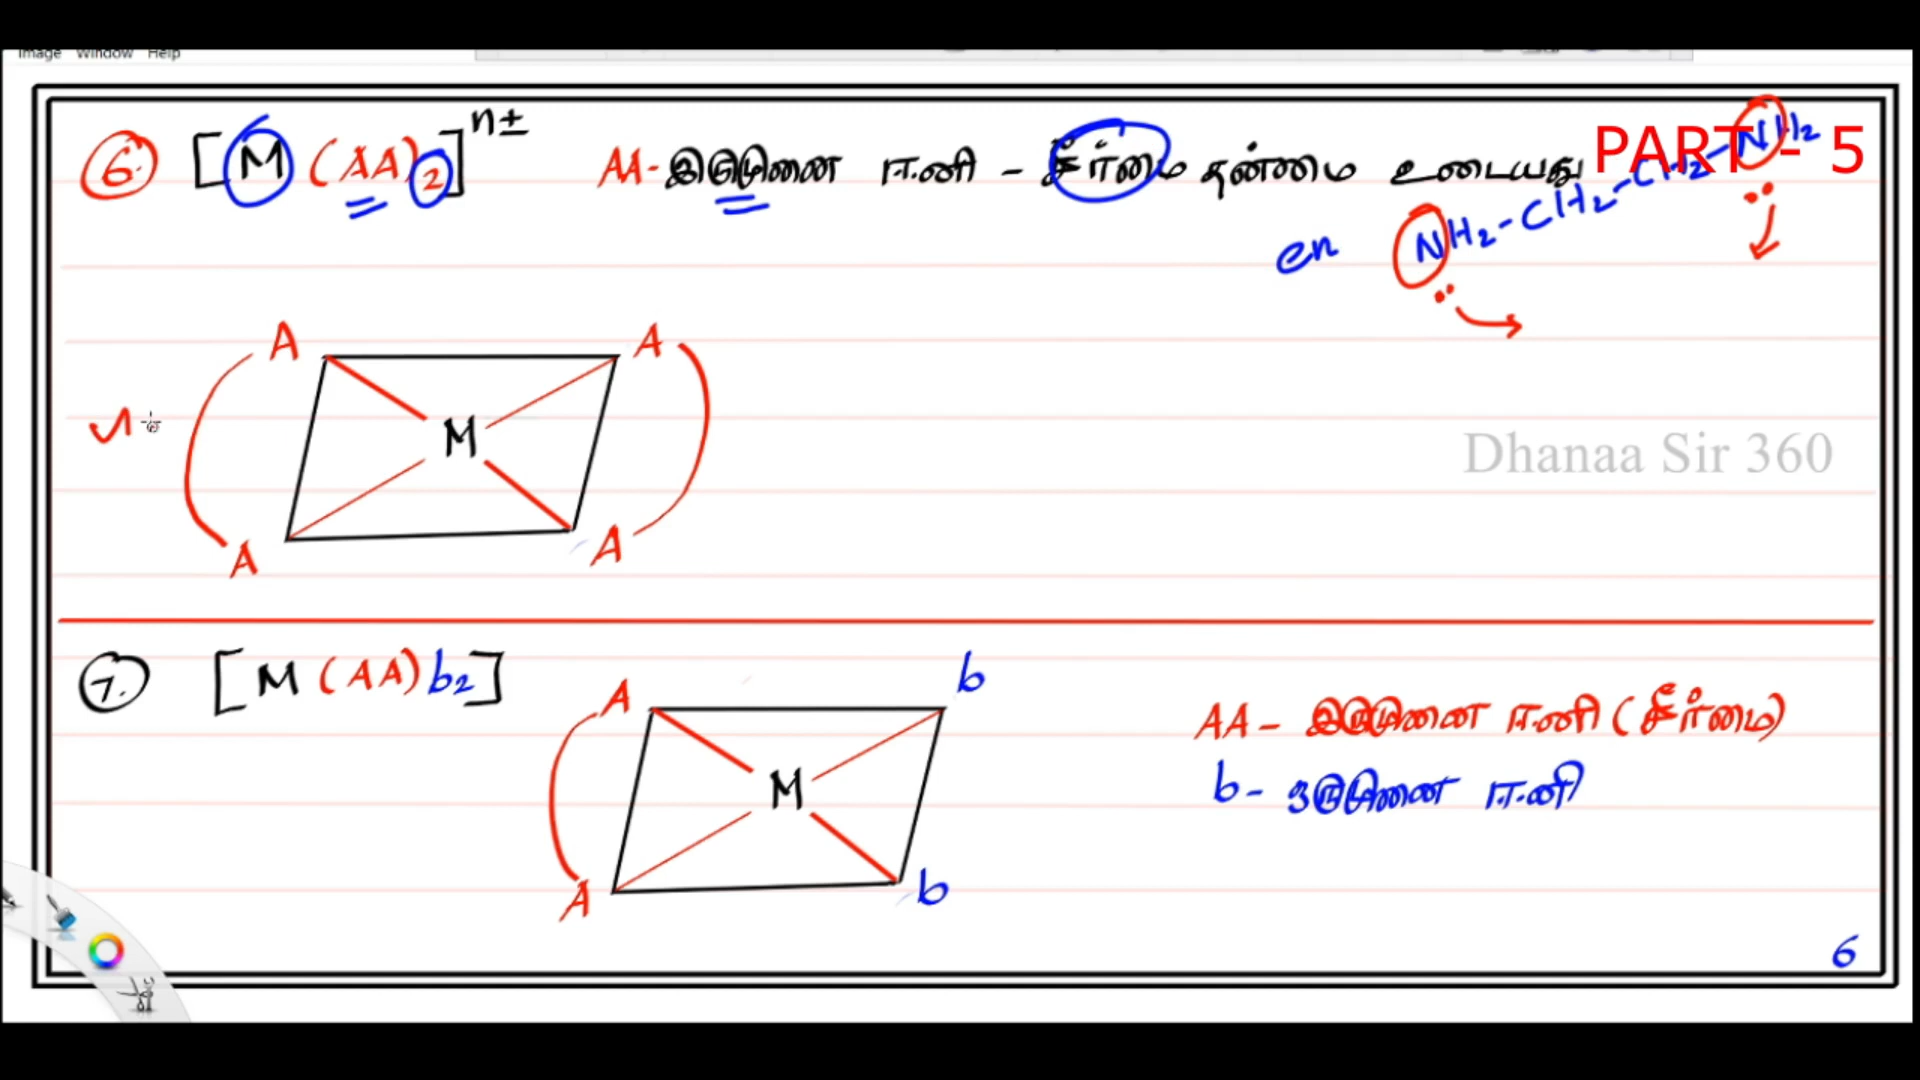 Image Window Help
6. [M (AA)2]n± AA - இருமுனை ஈனி - சீர்மை தன்மை உடையது PART - 5
en NH2-CH2-CH2-NH2
A A
M
Dhanaa Sir 360
A A
7. [M (AA) b2]
A b
AA - இருமுனை ஈனி (சீர்மை)
M
b - ஒருமுனை ஈனி
A b
6